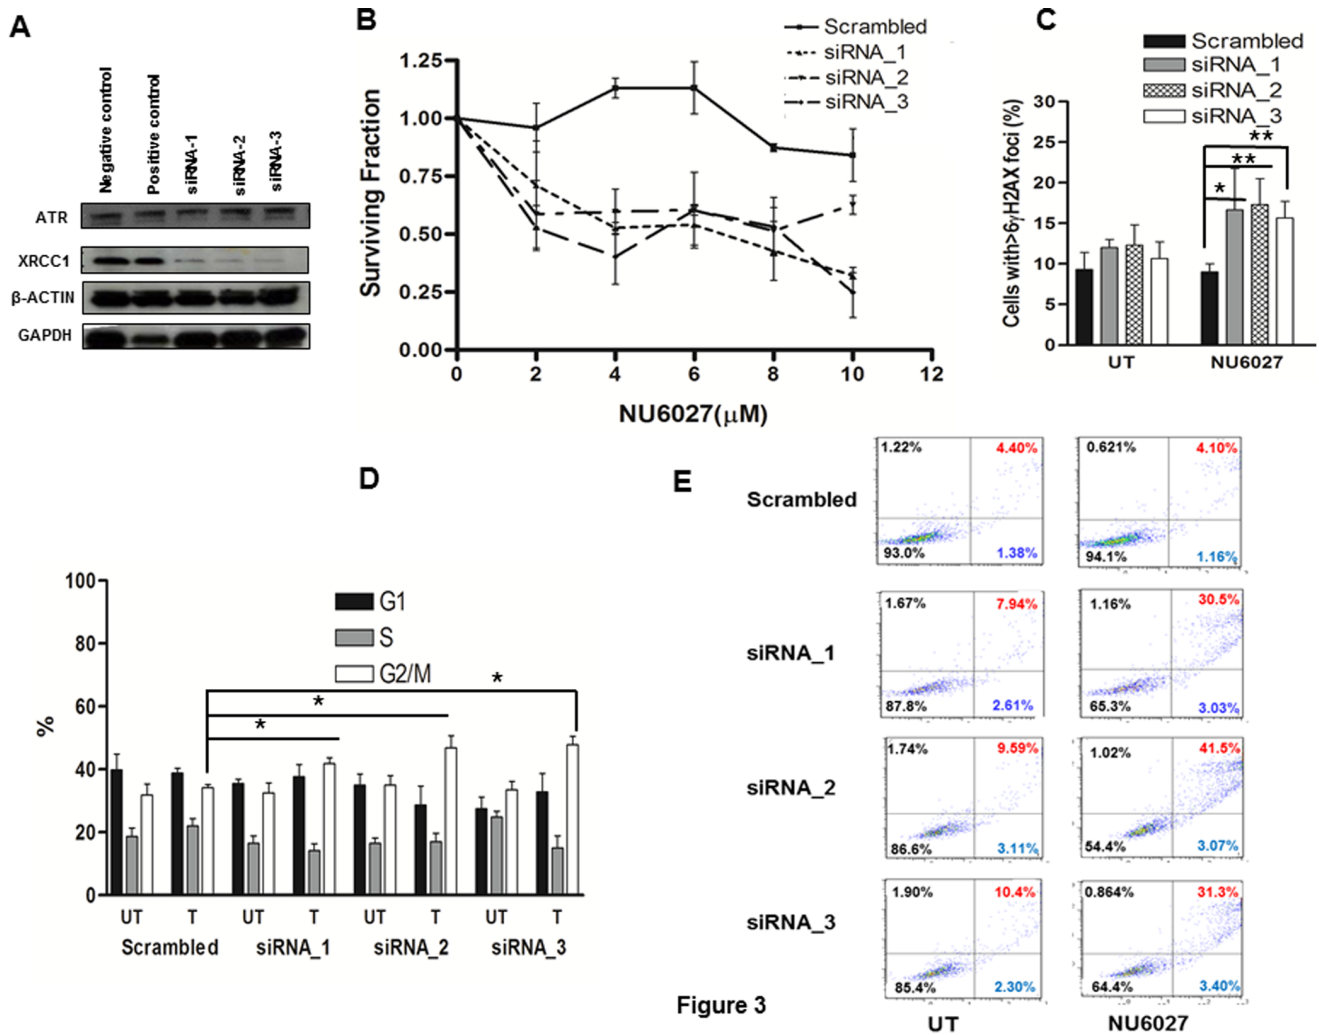 A
Negative control
Positive control
siRNA-1
siRNA-2
siRNA-3
ATR
XRCC1
β-ACTIN
GAPDH
B
Scrambled
siRNA_1
siRNA_2
siRNA_3
Surviving Fraction
1.25
1.00
0.75
0.50
0.25
0.00
0 2 4 6 8 10 12
NU6027(μM)
C
Scrambled
siRNA_1
siRNA_2
siRNA_3
Cells with>6γH2AX foci (%)
30
25
20
15
10
5
0
**
**
*
UT NU6027
D
G1
S
G2/M
%
100
80
60
40
20
0
*
*
*
UT T UT T UT T UT T
Scrambled siRNA_1 siRNA_2 siRNA_3
E
Scrambled
1.22% 4.40%
93.0% 1.38%
0.621% 4.10%
94.1% 1.16%
siRNA_1
1.67% 7.94%
87.8% 2.61%
1.16% 30.5%
65.3% 3.03%
siRNA_2
1.74% 9.59%
86.6% 3.11%
1.02% 41.5%
54.4% 3.07%
siRNA_3
1.90% 10.4%
85.4% 2.30%
0.864% 31.3%
64.4% 3.40%
UT NU6027
Figure 3